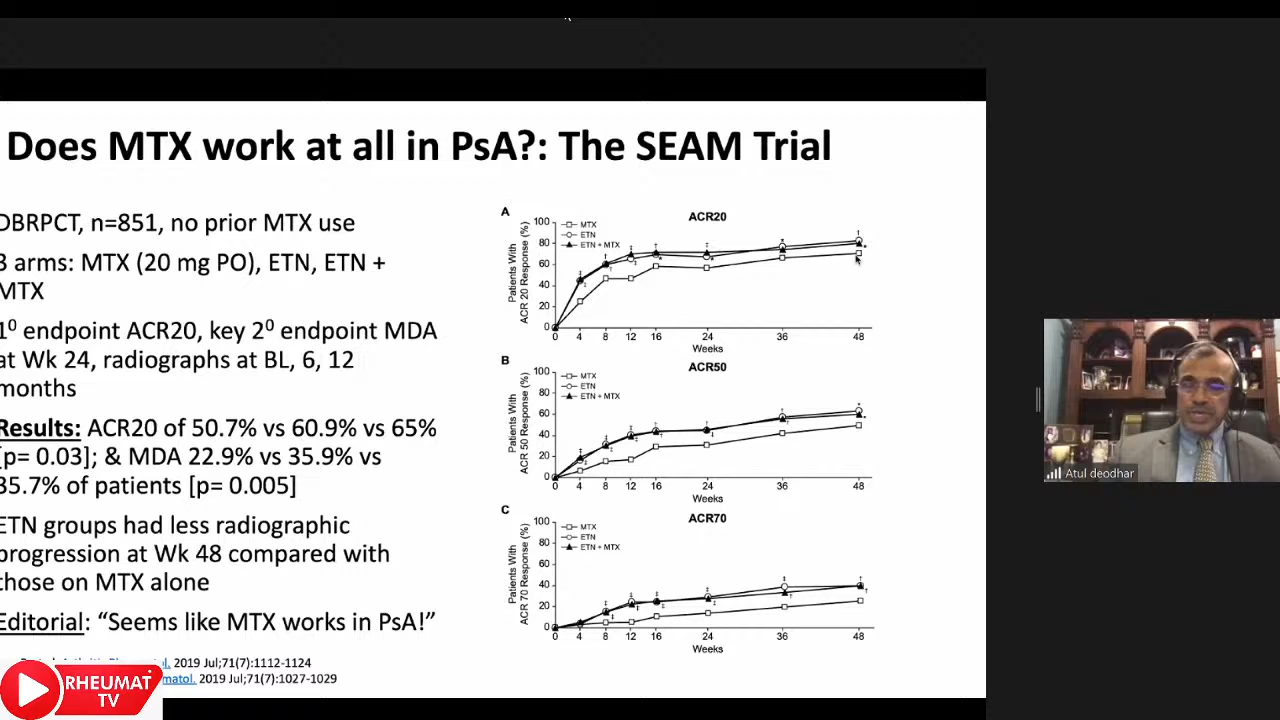 Does MTX work at all in PsA?: The SEAM Trial
DBRPCT, n=851, no prior MTX use
3 arms: MTX (20 mg PO), ETN, ETN +
MTX
1⁰ endpoint ACR20, key 2⁰ endpoint MDA
at Wk 24, radiographs at BL, 6, 12
months
Results: ACR20 of 50.7% vs 60.9% vs 65%
[p= 0.03]; & MDA 22.9% vs 35.9% vs
35.7% of patients [p= 0.005]
ETN groups had less radiographic
progression at Wk 48 compared with
those on MTX alone
Editorial: “Seems like MTX works in PsA!”
2019 Jul;71(7):1112-1124
2019 Jul;71(7):1027-1029
RHEUMAT
TV
A
ACR20
MTX
ETN
ETN + MTX
Patients With
ACR 20 Response (%)
100
80
60
40
20
0
0 4 8 12 16 24 36 48
Weeks
B
ACR50
MTX
ETN
ETN + MTX
Patients With
ACR 50 Response (%)
100
80
60
40
20
0
0 4 8 12 16 24 36 48
Weeks
C
ACR70
MTX
ETN
ETN + MTX
Patients With
ACR 70 Response (%)
100
80
60
40
20
0
0 4 8 12 16 24 36 48
Weeks
Atul deodhar